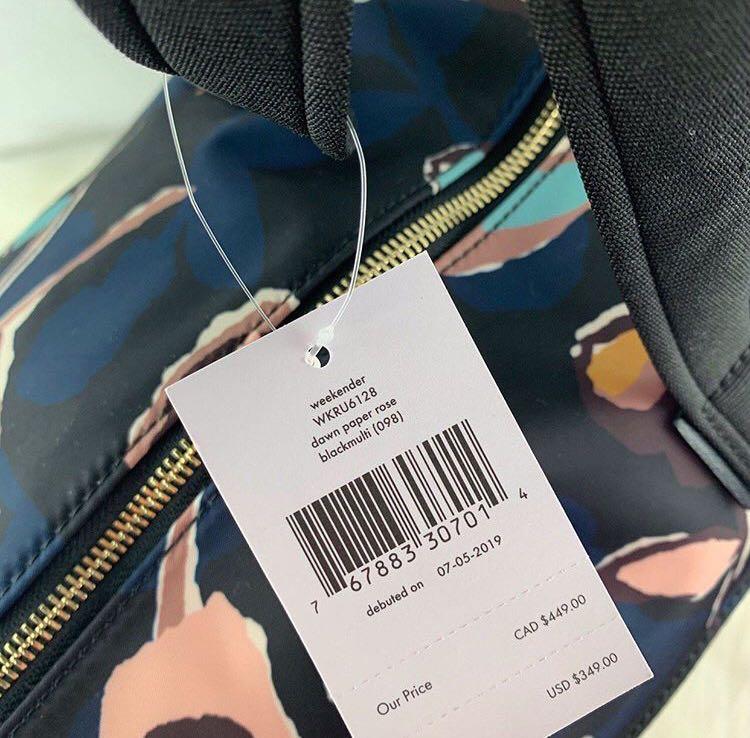 weekender
WKRU6128
dawn paper rose
blackmulti (098)
7 67883 30701 4
debuted on 07-05-2019
CAD $449.00
Our Price
USD $349.00